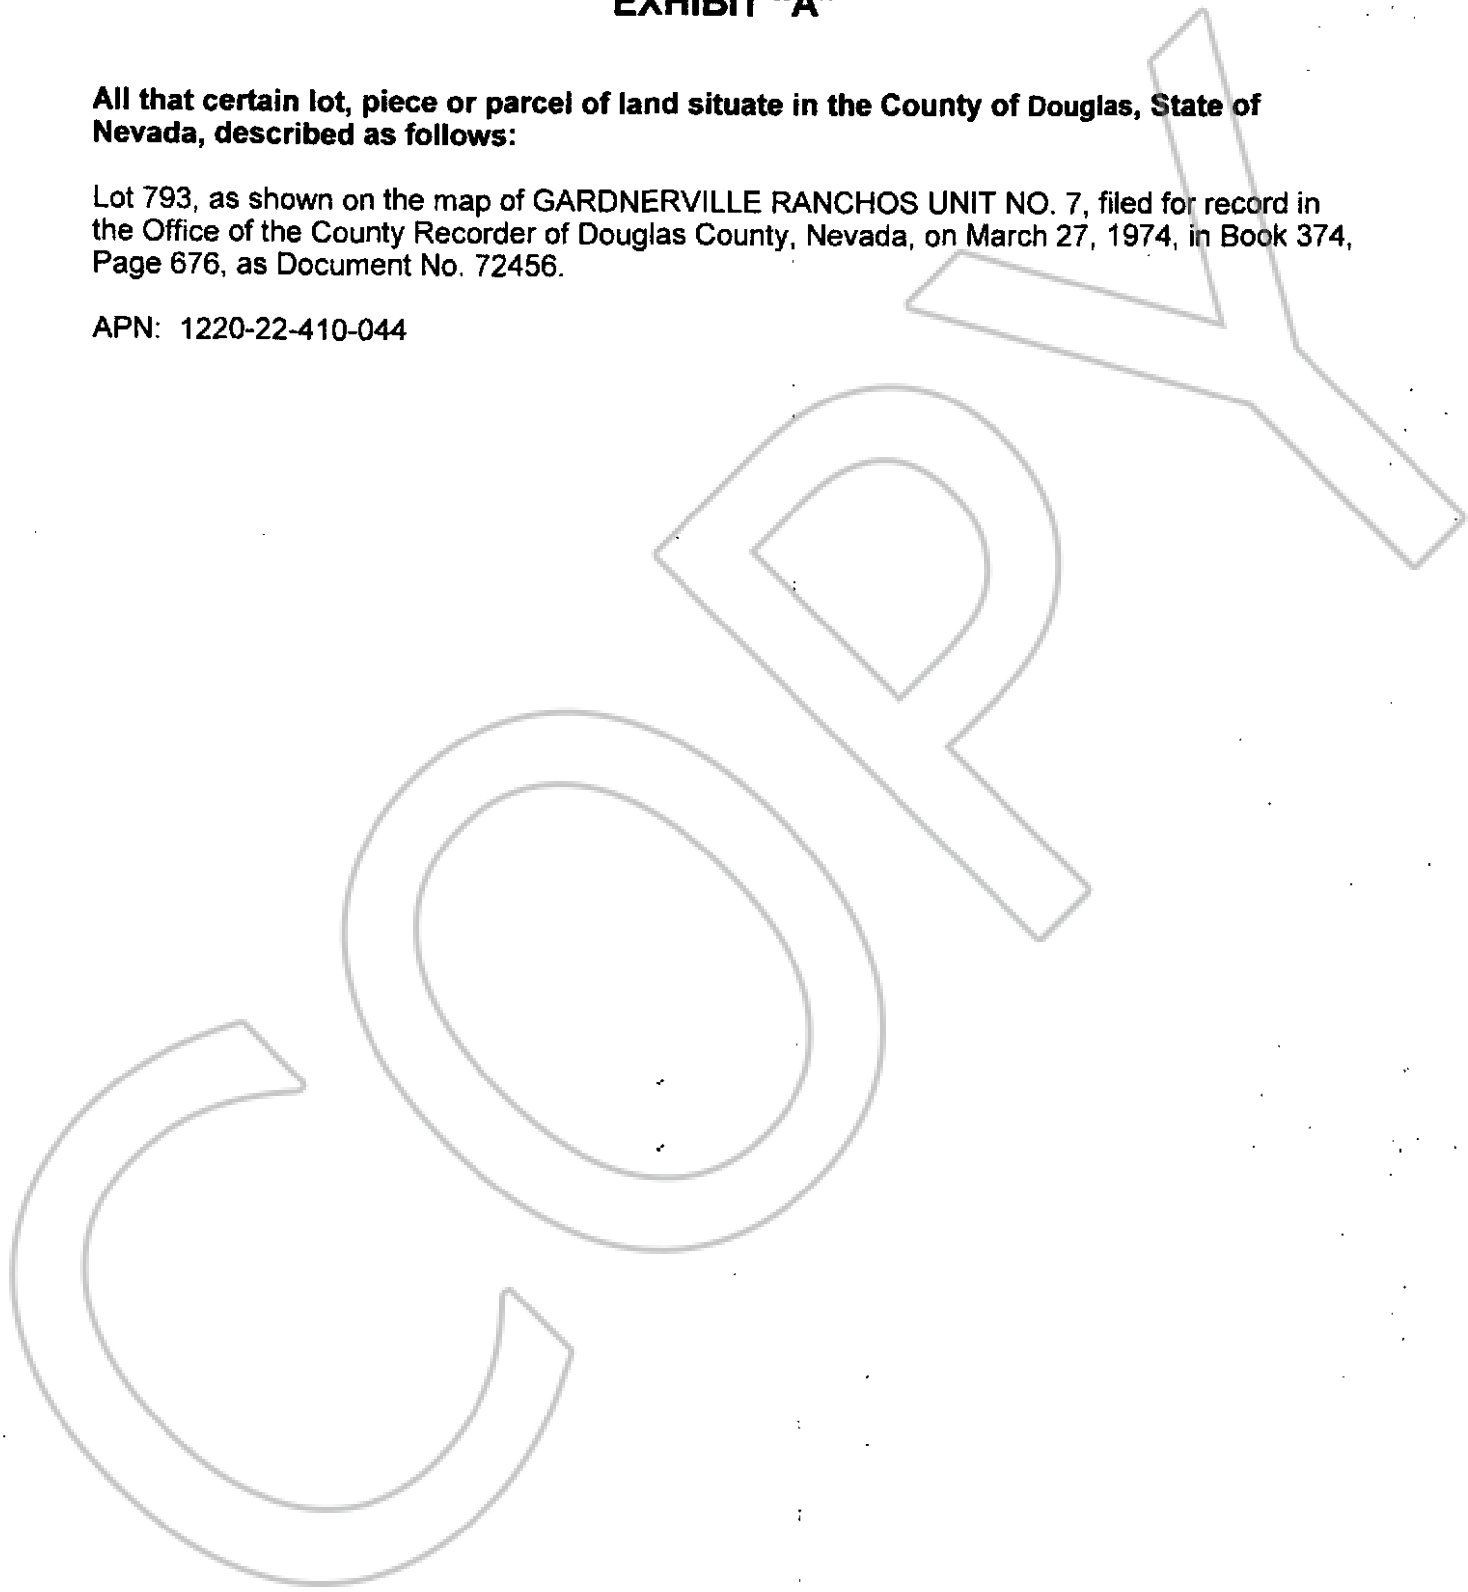 EXHIBIT "A"
All that certain lot, piece or parcel of land situate in the County of Douglas, State of
Nevada, described as follows:
Lot 793, as shown on the map of GARDNERVILLE RANCHOS UNIT NO. 7, filed for record in
the Office of the County Recorder of Douglas County, Nevada, on March 27, 1974, in Book 374,
Page 676, as Document No. 72456.
APN: 1220-22-410-044
COPY